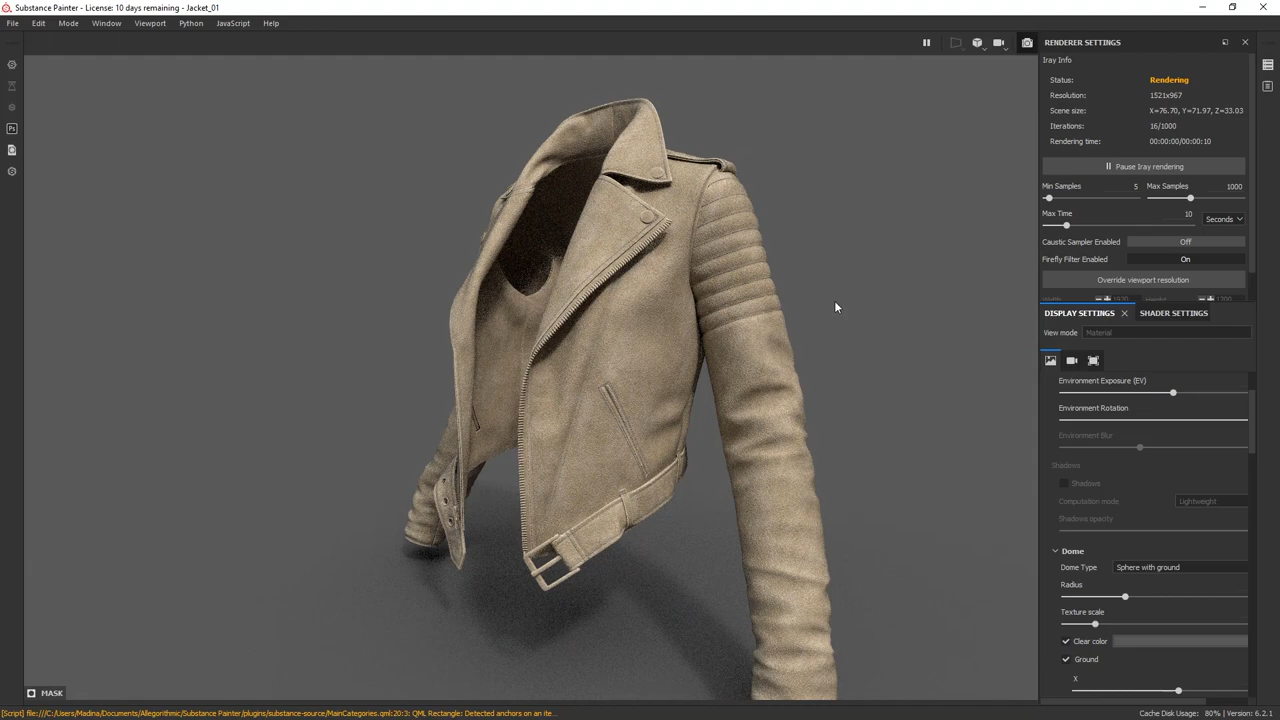 Substance Painter - License: 10 days remaining - Jacket_01
File Edit Mode Window Viewport Python JavaScript Help
RENDERER SETTINGS
Iray Info
Status: Rendering
Resolution: 1521x967
Scene size: X=76.70, Y=71.97, Z=33.03
Iterations: 16/1000
Rendering time: 00:00:00/00:00:10
Pause Iray rendering
Min Samples 5 Max Samples 1000
Max Time 10 Seconds
Caustic Sampler Enabled Off
Firefly Filter Enabled On
Override viewport resolution
DISPLAY SETTINGS SHADER SETTINGS
View mode Material
Ps
Environment Exposure (EV)
Environment Rotation
Environment Blur
Shadows
Shadows
Computation mode Lightweight
Shadows opacity
Dome
Dome Type Sphere with ground
Radius
Texture scale
Clear color
Ground
X
MASK
[Script] file:///C:/Users/Madina/Documents/Allegorithmic/Substance Painter/plugins/substance-source/MainCategories.qml:20:3: QML Rectangle: Detected anchors on an ite...
Cache Disk Usage: 80% | Version: 6.2.1